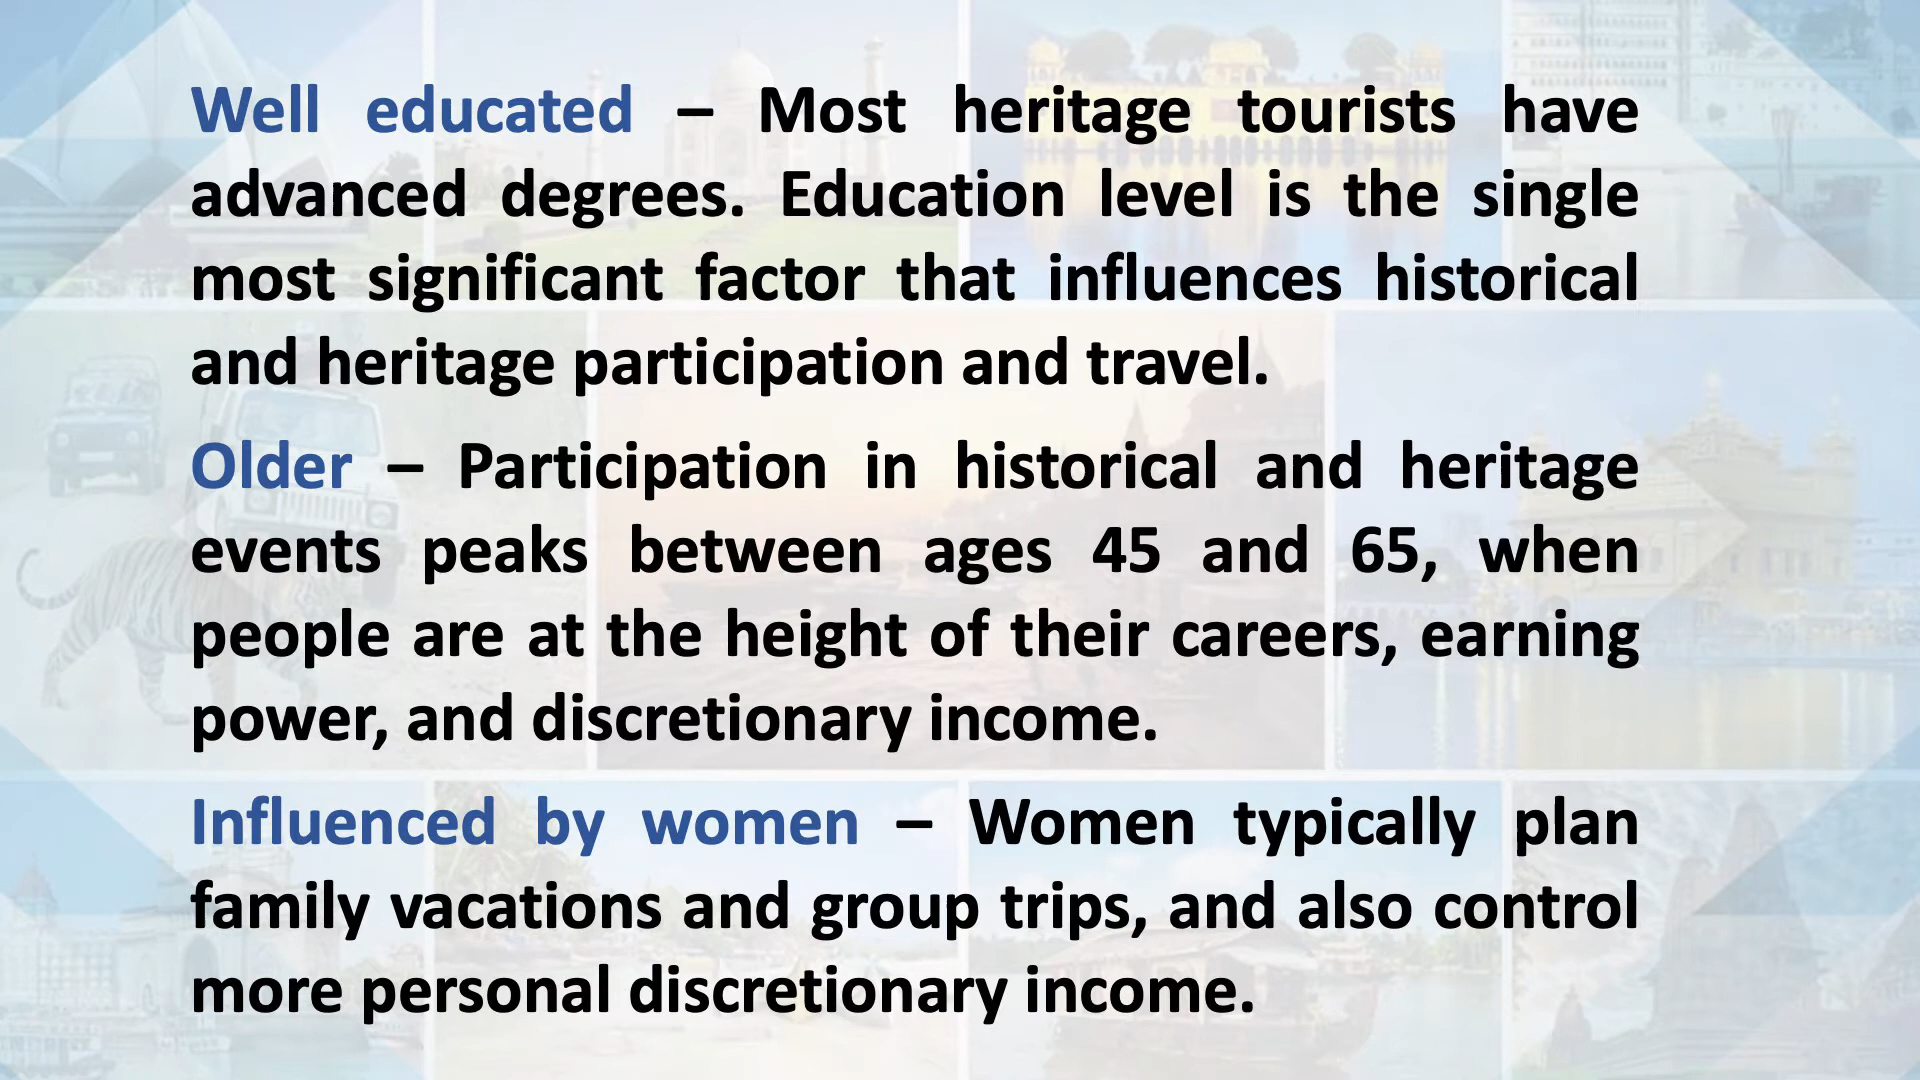 Well educated – Most heritage tourists have
advanced degrees. Education level is the single
most significant factor that influences historical
and heritage participation and travel.
Older – Participation in historical and heritage
events peaks between ages 45 and 65, when
people are at the height of their careers, earning
power, and discretionary income.
Influenced by women – Women typically plan
family vacations and group trips, and also control
more personal discretionary income.